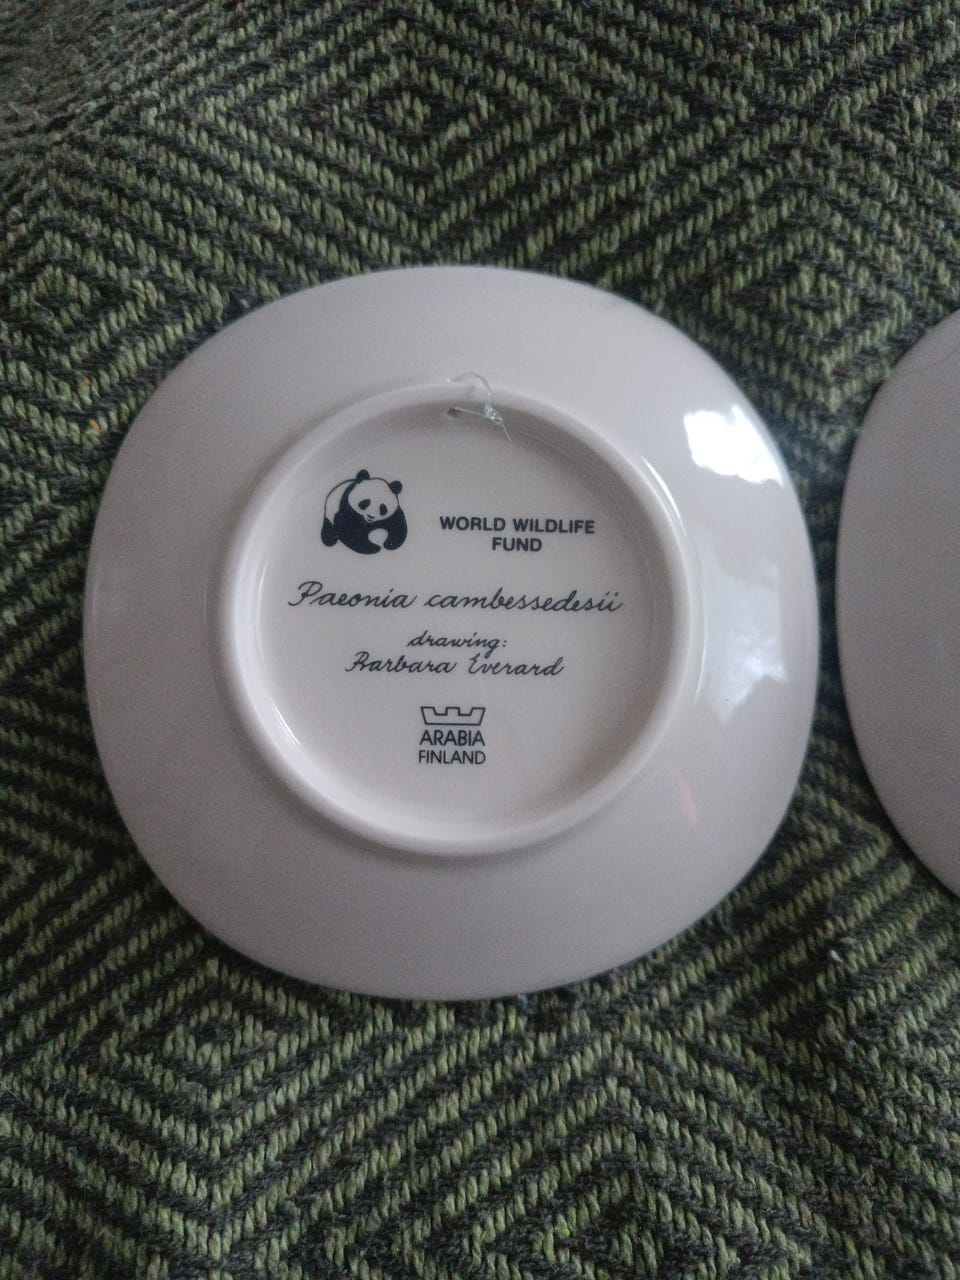 WORLD WILDLIFE
FUND
Paeonia cambessedesii
drawing:
Barbara Everard
ARABIA
FINLAND